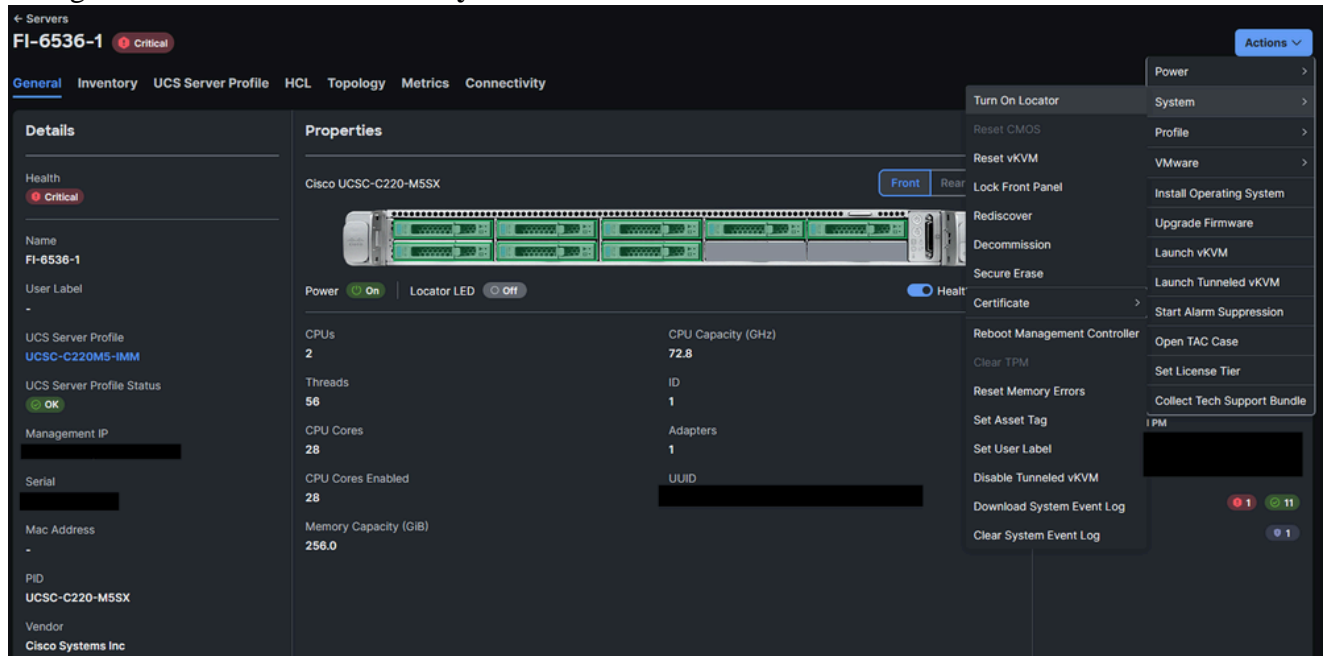 ← Servers
FI-6536-1 Critical
Actions
General Inventory UCS Server Profile HCL Topology Metrics Connectivity
Details
Health
Critical
Name
FI-6536-1
User Label
-
UCS Server Profile
UCSC-C220M5-IMM
UCS Server Profile Status
OK
Management IP
Serial
Mac Address
-
PID
UCSC-C220-M5SX
Vendor
Cisco Systems Inc
Properties
Cisco UCSC-C220-M5SX
Front Rear
Power On Locator LED Off
CPUs
2
Threads
56
CPU Cores
28
CPU Cores Enabled
28
Memory Capacity (GiB)
256.0
CPU Capacity (GHz)
72.8
ID
1
Adapters
1
UUID
Turn On Locator
Reset CMOS
Reset vKVM
Lock Front Panel
Rediscover
Decommission
Secure Erase
Certificate >
Reboot Management Controller
Clear TPM
Reset Memory Errors
Set Asset Tag
Set User Label
Disable Tunneled vKVM
Download System Event Log
Clear System Event Log
Power >
System >
Profile >
VMware >
Install Operating System
Upgrade Firmware
Launch vKVM
Launch Tunneled vKVM
Start Alarm Suppression
Open TAC Case
Set License Tier
Collect Tech Support Bundle
PM
1 11
1